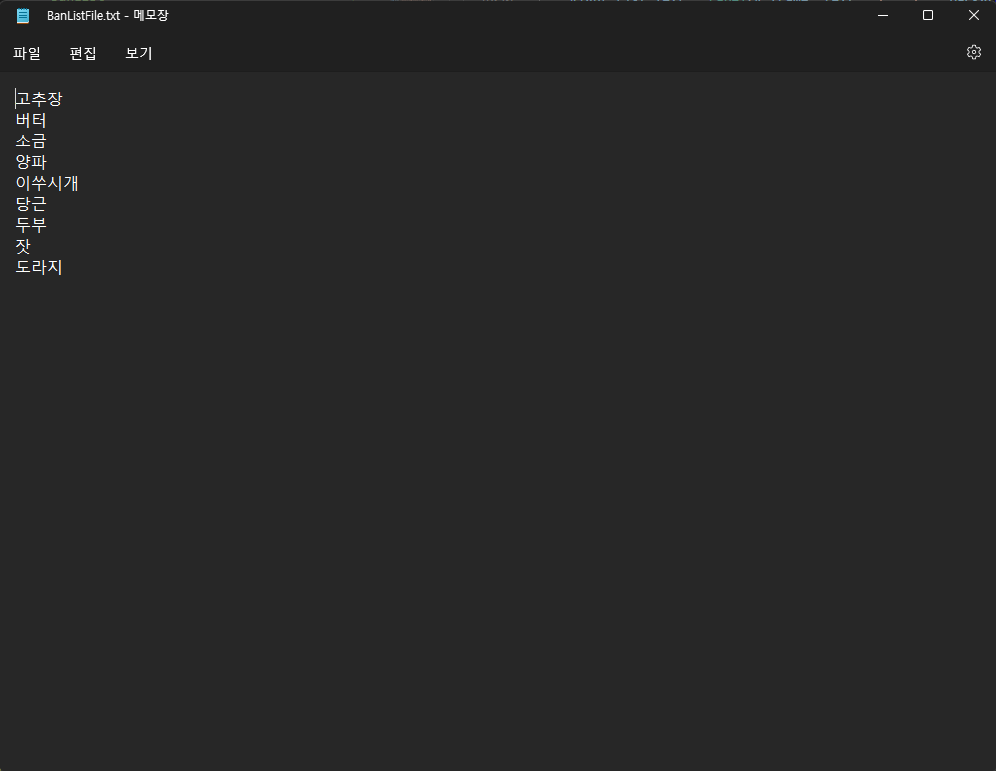 BanListFile.txt - 메모장
파일 편집 보기
고추장
버터
소금
양파
이쑤시개
당근
두부
잣
도라지